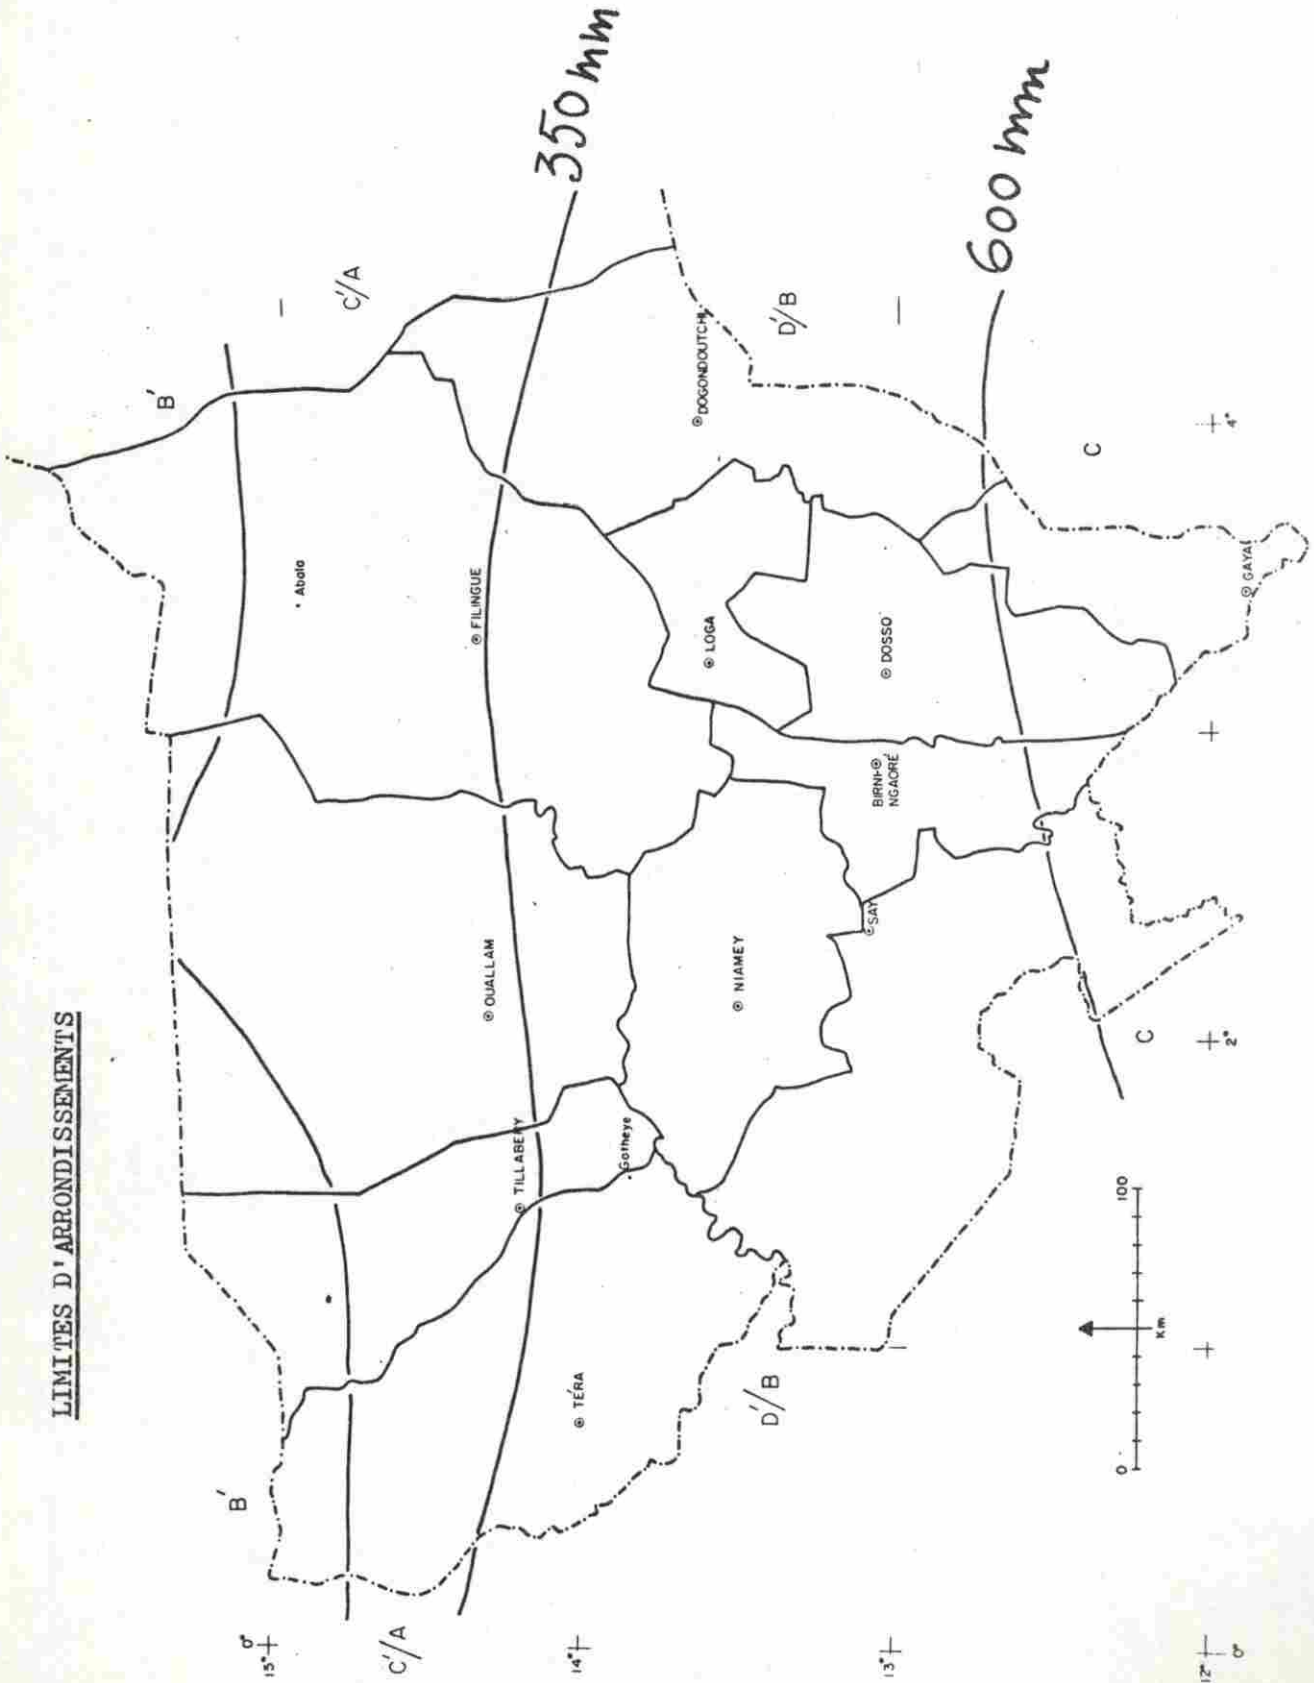 LIMITES D'ARRONDISSEMENTS
B'
B'
C'/A
C'/A
350 mm
D'/B
D'/B
600 mm
C
C
Abala
FILINGUE
OUALLAM
TILLABERY
Gotheye
TÉRA
DOGONDOUTCHI
LOGA
DOSSO
NIAMEY
BIRNI-
NGAORÉ
SAY
GAYA
15°
14°
13°
12°
0°
0°
2°
4°
0
100
Km